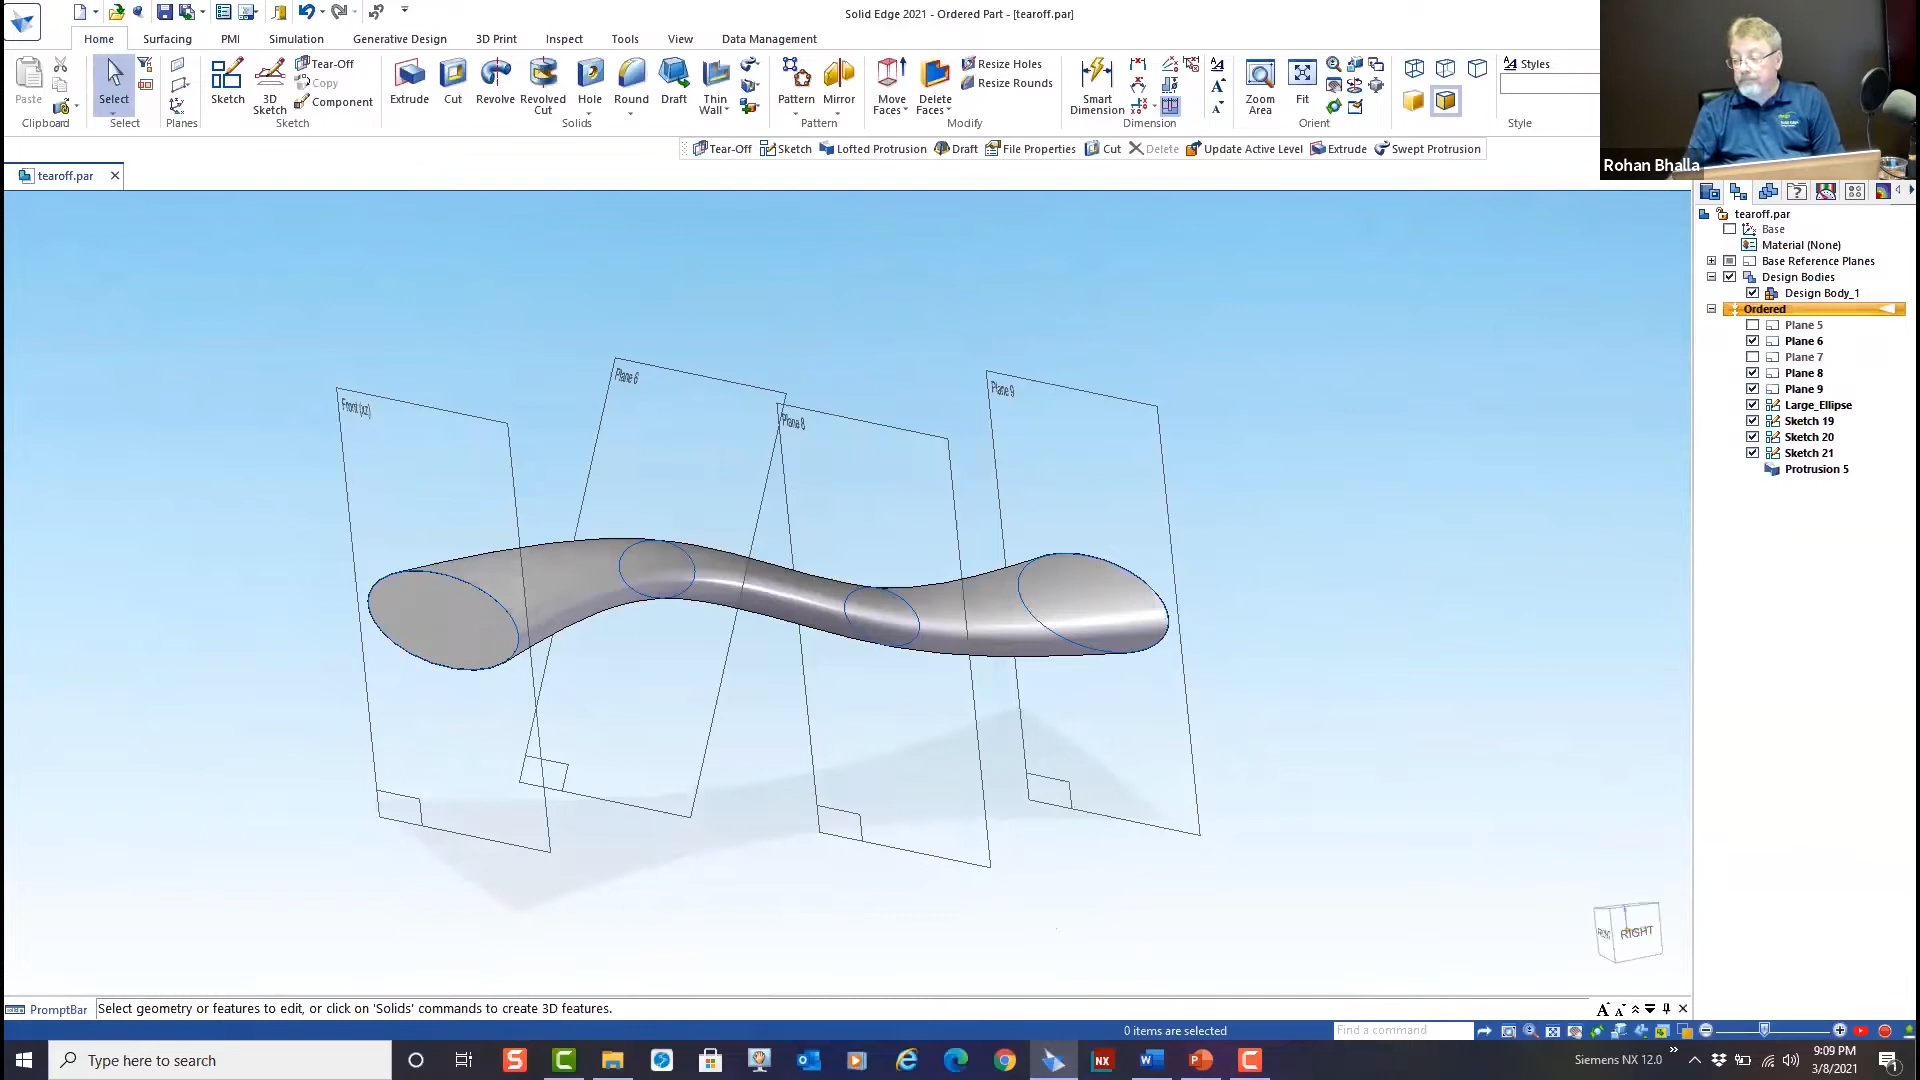 Solid Edge 2021 - Ordered Part - [tearoff.par]
Home Surfacing PMI Simulation Generative Design 3D Print Inspect Tools View Data Management
Paste
Clipboard
Select
Select
Planes
Sketch
3D Sketch
Tear-Off
Copy
Component
Sketch
Extrude
Cut
Revolve
Revolved Cut
Hole
Round
Draft
Thin Wall
Solids
Pattern
Mirror
Pattern
Move Faces
Delete Faces
Resize Holes
Resize Rounds
Modify
Smart Dimension
Dimension
Zoom Area
Fit
Orient
Styles
Style
Tear-Off Sketch Lofted Protrusion Draft File Properties Cut Delete Update Active Level Extrude Swept Protrusion
Rohan Bhalla
tearoff.par
tearoff.par
Base
Material (None)
Base Reference Planes
Design Bodies
Design Body_1
Ordered
Plane 5
Plane 6
Plane 7
Plane 8
Plane 9
Large_Ellipse
Sketch 19
Sketch 20
Sketch 21
Protrusion 5
Front (xz)
Plane 6
Plane 8
Plane 9
FRONT
RIGHT
PromptBar
Select geometry or features to edit, or click on 'Solids' commands to create 3D features.
0 items are selected
Find a command
Type here to search
Siemens NX 12.0
9:09 PM
3/8/2021